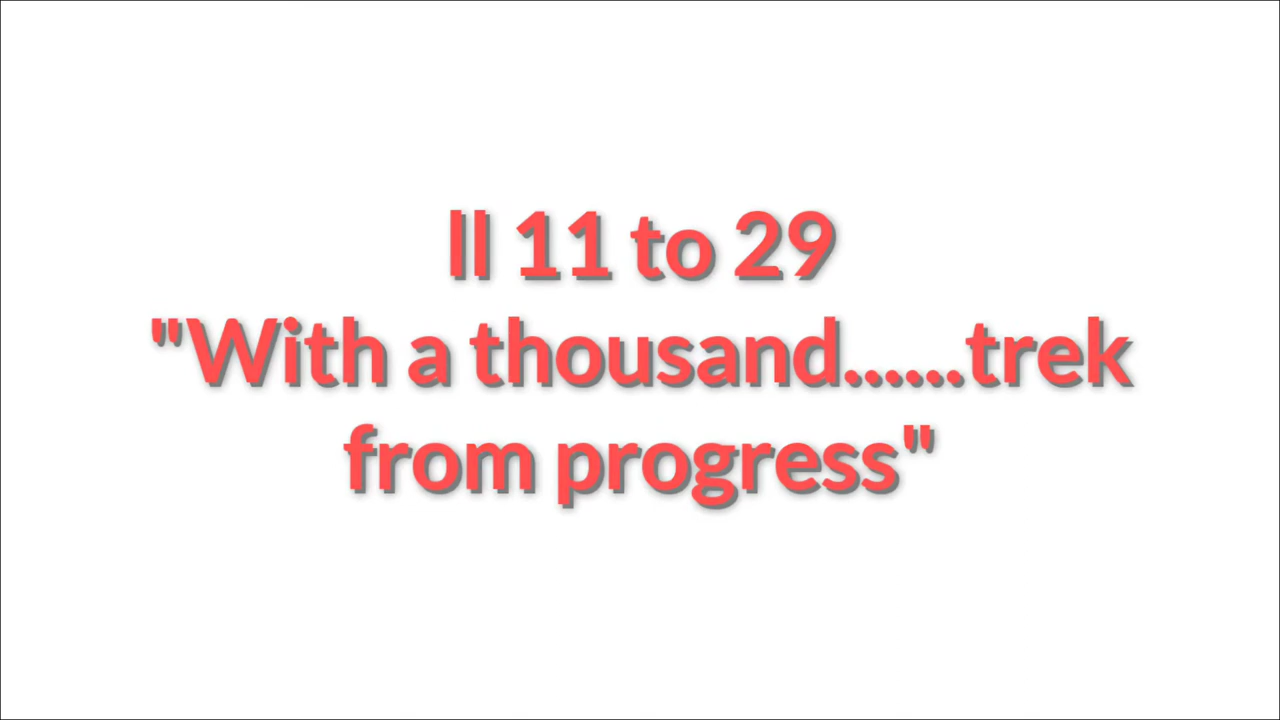 ll 11 to 29
"With a thousand......trek
from progress"